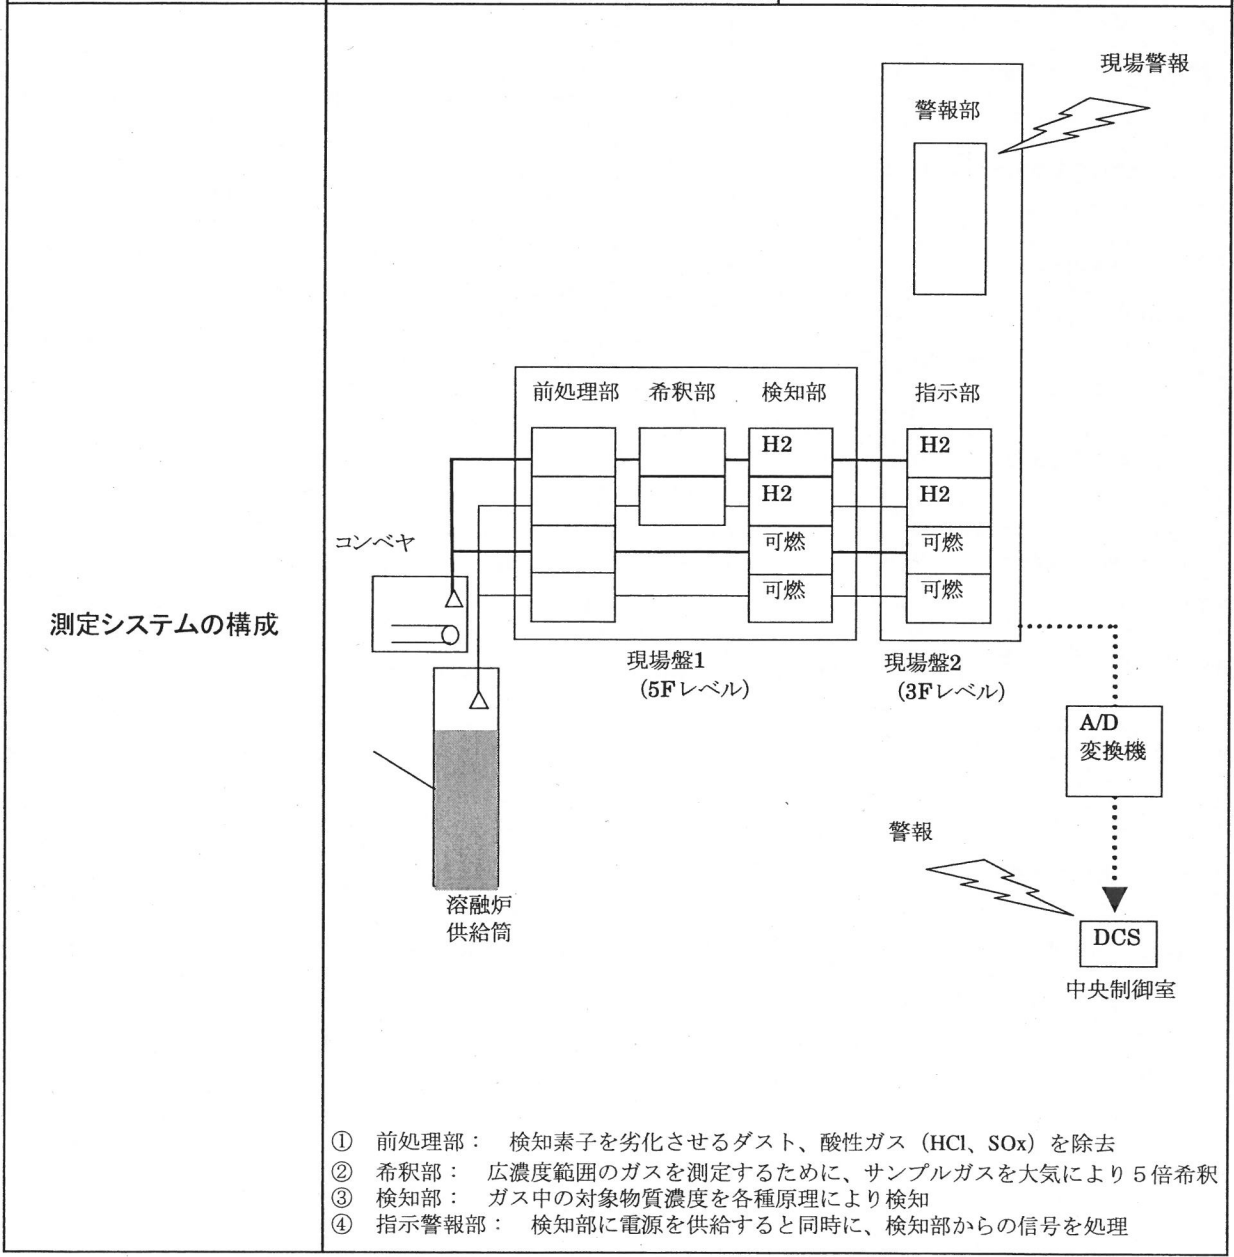 測定システムの構成
現場警報
警報部
前処理部
希釈部
検知部
指示部
H2
H2
H2
H2
可燃
可燃
可燃
可燃
コンベヤ
現場盤1
(5Fレベル)
現場盤2
(3Fレベル)
A/D
変換機
警報
溶融炉
供給筒
DCS
中央制御室
① 前処理部： 検知素子を劣化させるダスト、酸性ガス（HCl、SOx）を除去
② 希釈部： 広濃度範囲のガスを測定するために、サンプルガスを大気により５倍希釈
③ 検知部： ガス中の対象物質濃度を各種原理により検知
④ 指示警報部： 検知部に電源を供給すると同時に、検知部からの信号を処理